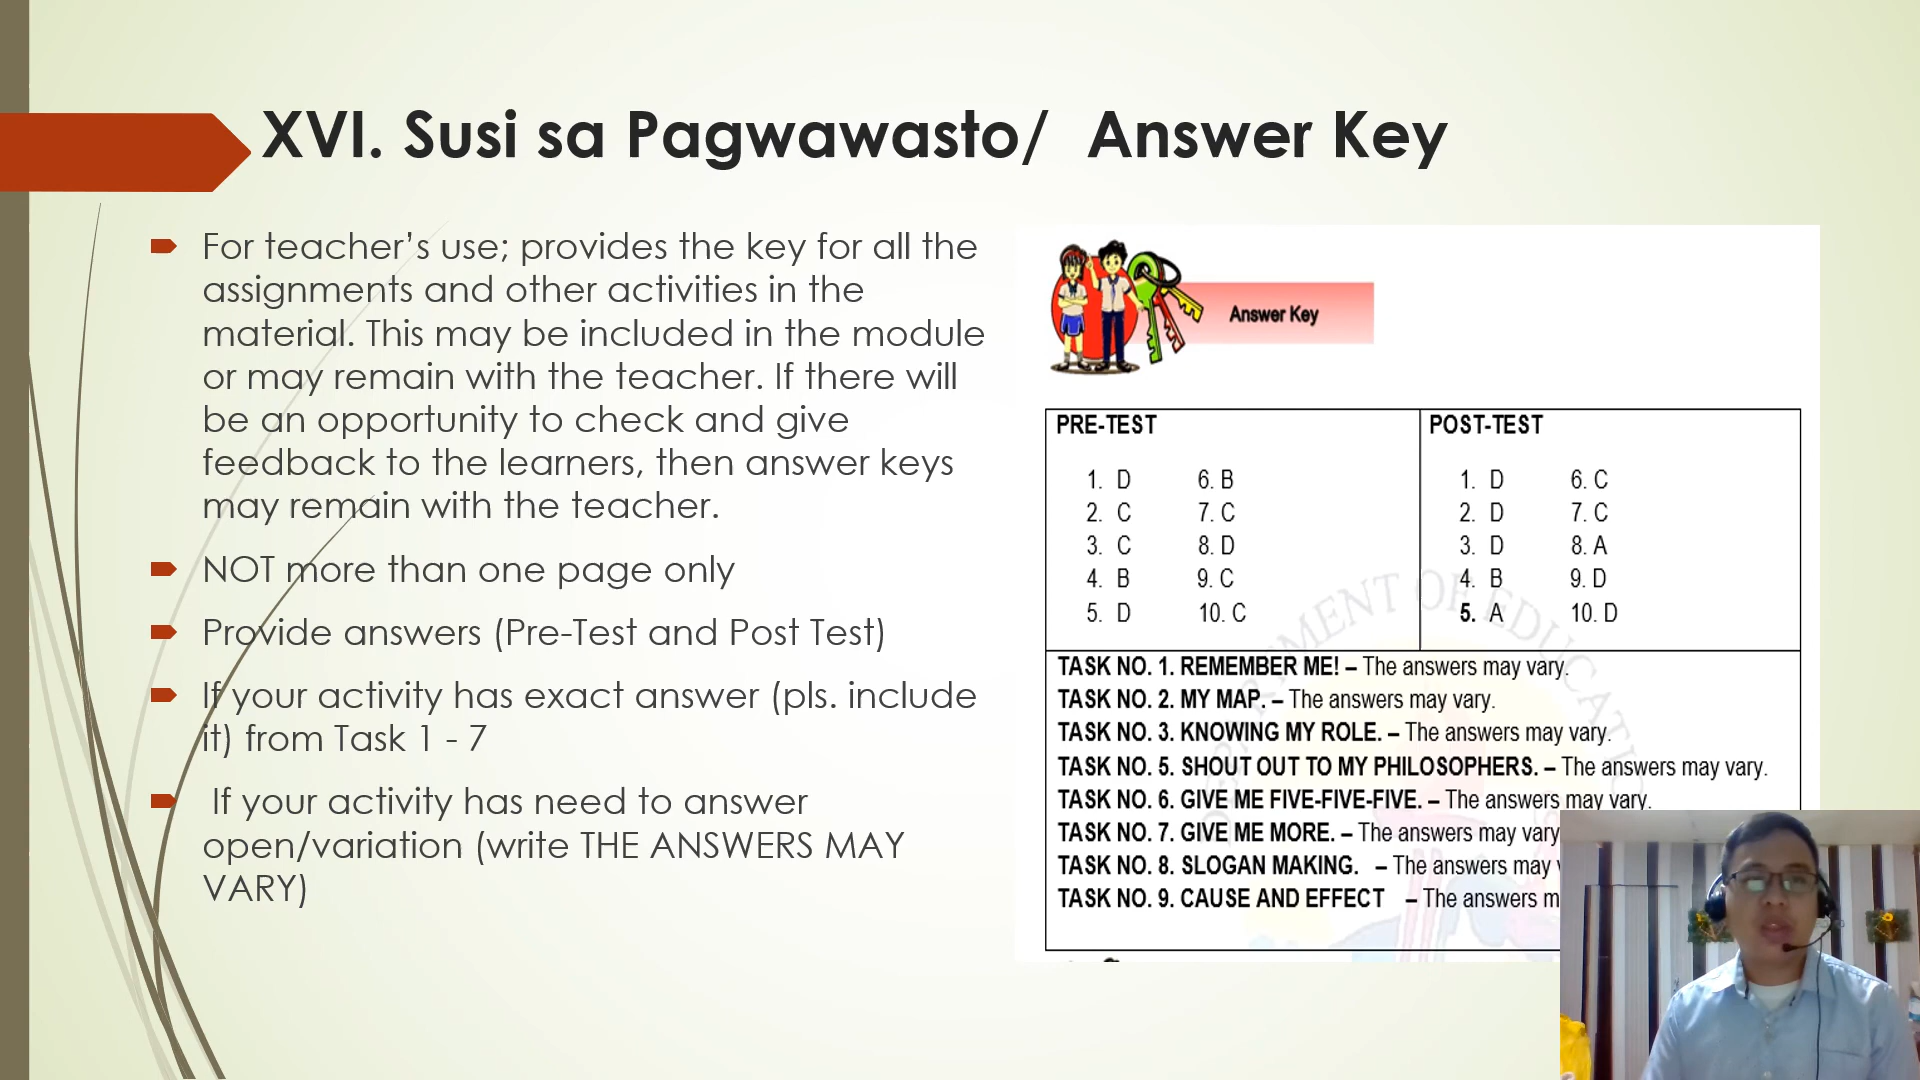 XVI. Susi sa Pagwawasto/ Answer Key
For teacher’s use; provides the key for all the
assignments and other activities in the
material. This may be included in the module
or may remain with the teacher. If there will
be an opportunity to check and give
feedback to the learners, then answer keys
may remain with the teacher.
NOT more than one page only
Provide answers (Pre-Test and Post Test)
If your activity has exact answer (pls. include
it) from Task 1 - 7
If your activity has need to answer
open/variation (write THE ANSWERS MAY
VARY)
Answer Key
PRE-TEST
1. D 6. B
2. C 7. C
3. C 8. D
4. B 9. C
5. D 10. C
POST-TEST
1. D 6. C
2. D 7. C
3. D 8. A
4. B 9. D
5. A 10. D
TASK NO. 1. REMEMBER ME! – The answers may vary.
TASK NO. 2. MY MAP. – The answers may vary.
TASK NO. 3. KNOWING MY ROLE. – The answers may vary.
TASK NO. 5. SHOUT OUT TO MY PHILOSOPHERS. – The answers may vary.
TASK NO. 6. GIVE ME FIVE-FIVE-FIVE. – The answers may vary.
TASK NO. 7. GIVE ME MORE. – The answers may vary
TASK NO. 8. SLOGAN MAKING. – The answers may
TASK NO. 9. CAUSE AND EFFECT – The answers
DEPARTMENT OF EDUCATION